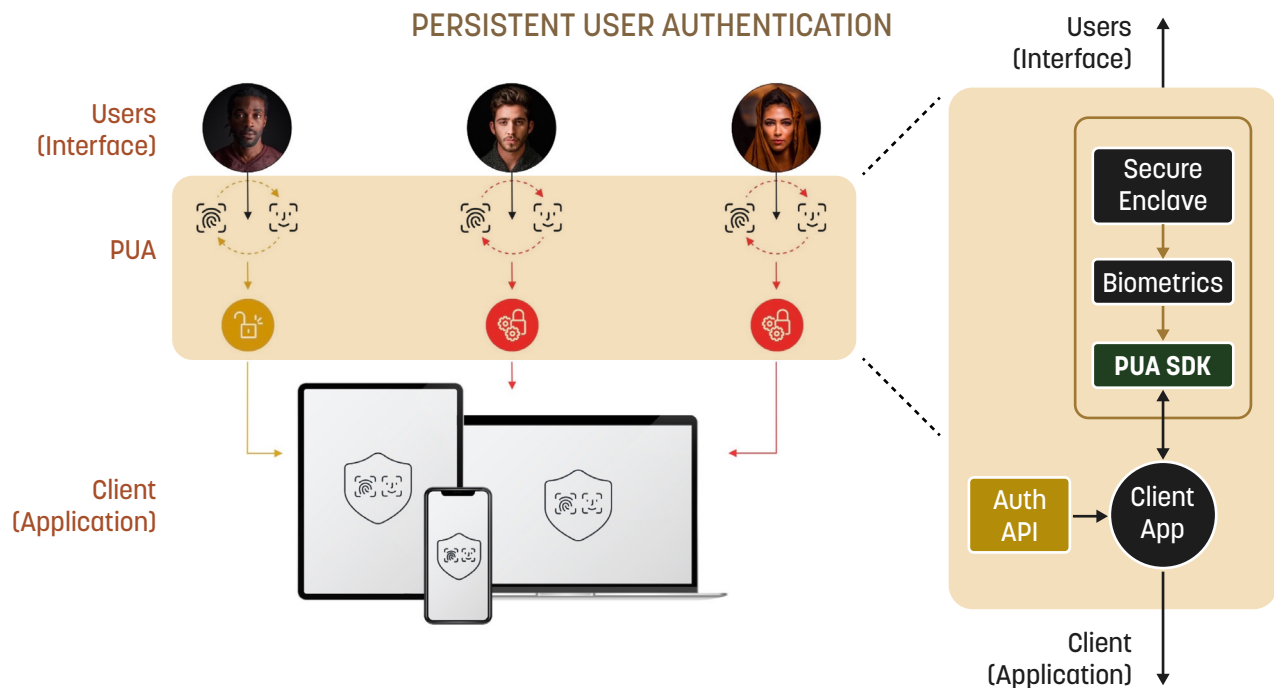 PERSISTENT USER AUTHENTICATION
Users
(Interface)
PUA
Client
(Application)
Users
(Interface)
Secure
Enclave
Biometrics
PUA SDK
Auth
API
Client
App
Client
(Application)